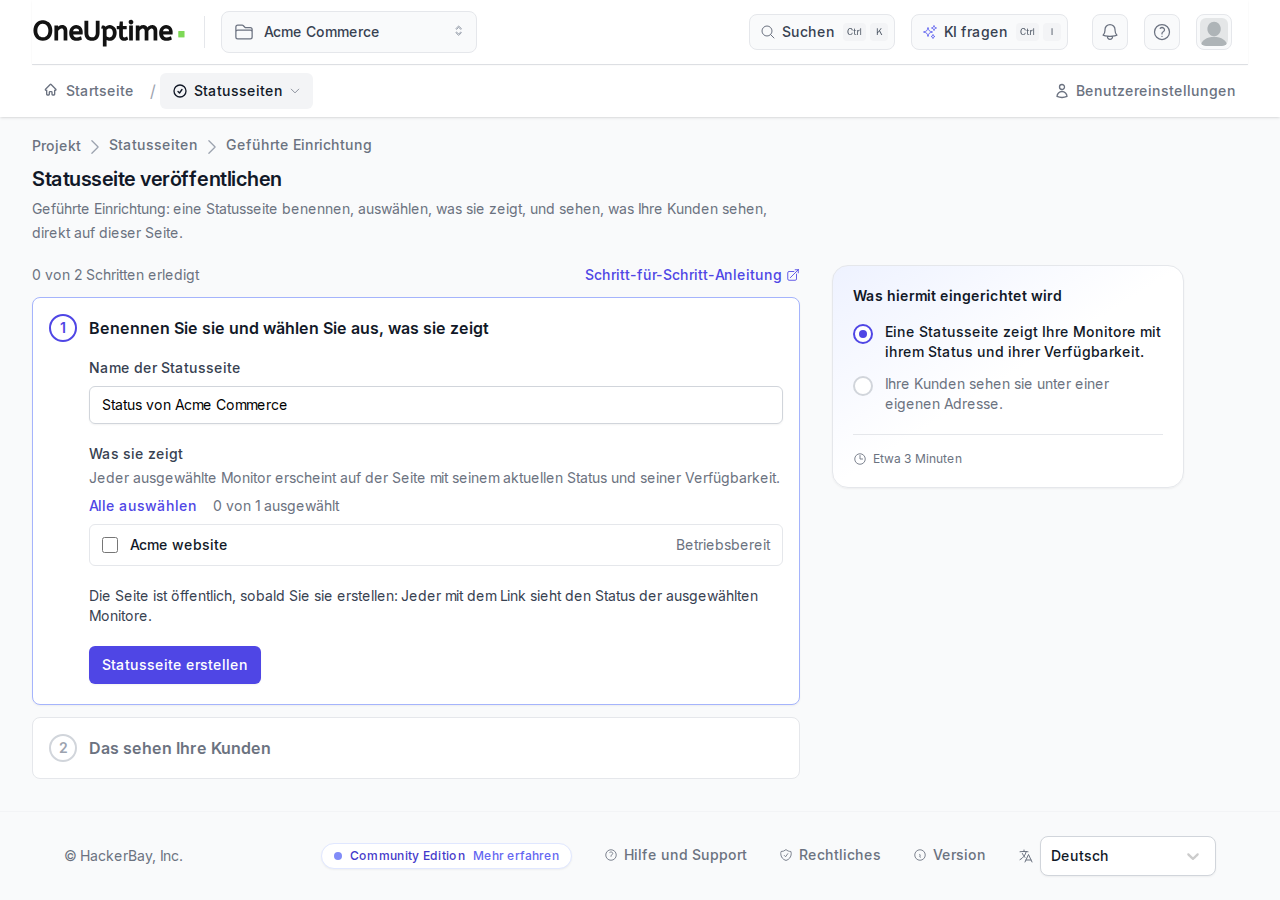 OneUptime
Acme Commerce
Suchen Ctrl K
KI fragen Ctrl I
Startseite / Statusseiten
Benutzereinstellungen
Projekt Statusseiten Geführte Einrichtung
Statusseite veröffentlichen
Geführte Einrichtung: eine Statusseite benennen, auswählen, was sie zeigt, und sehen, was Ihre Kunden sehen,
direkt auf dieser Seite.
0 von 2 Schritten erledigt
Schritt-für-Schritt-Anleitung
1 Benennen Sie sie und wählen Sie aus, was sie zeigt
Name der Statusseite
Status von Acme Commerce
Was sie zeigt
Jeder ausgewählte Monitor erscheint auf der Seite mit seinem aktuellen Status und seiner Verfügbarkeit.
Alle auswählen 0 von 1 ausgewählt
Acme website Betriebsbereit
Die Seite ist öffentlich, sobald Sie sie erstellen: Jeder mit dem Link sieht den Status der ausgewählten
Monitore.
Statusseite erstellen
2 Das sehen Ihre Kunden
Was hiermit eingerichtet wird
Eine Statusseite zeigt Ihre Monitore mit
ihrem Status und ihrer Verfügbarkeit.
Ihre Kunden sehen sie unter einer
eigenen Adresse.
Etwa 3 Minuten
© HackerBay, Inc.
Community Edition Mehr erfahren
Hilfe und Support
Rechtliches
Version
Deutsch